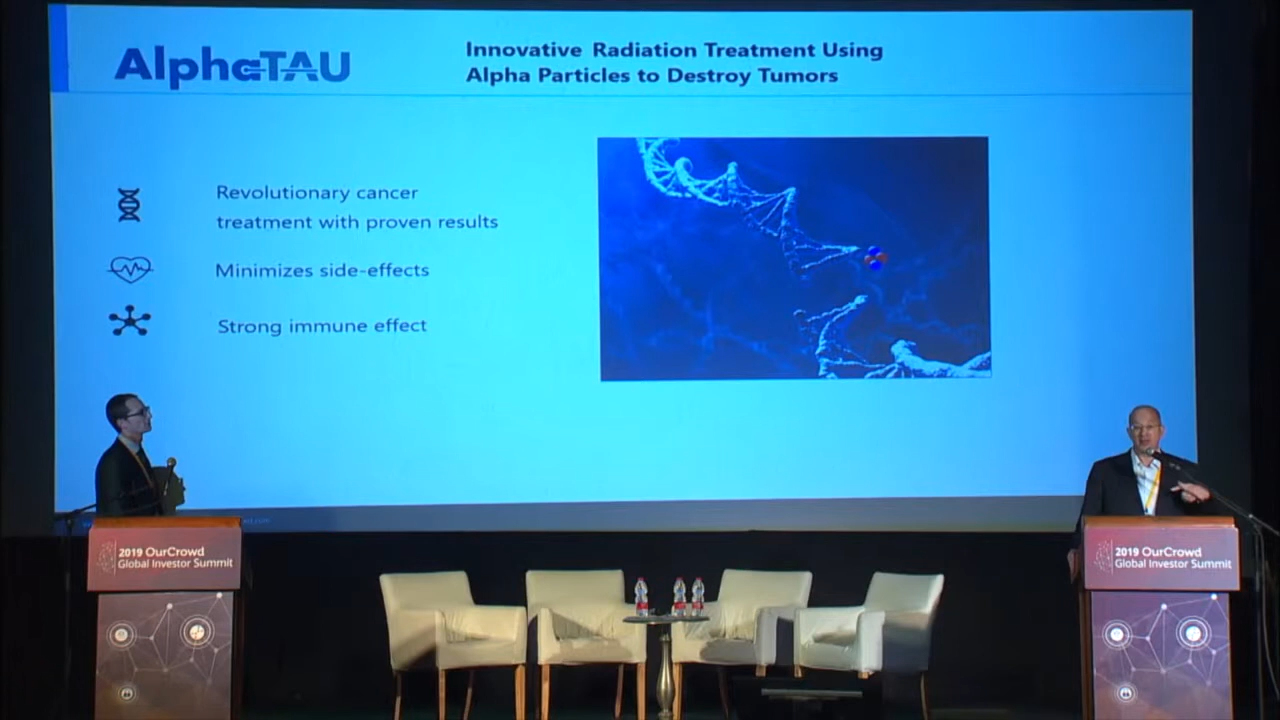 AlphaTAU
Innovative Radiation Treatment Using
Alpha Particles to Destroy Tumors
Revolutionary cancer
treatment with proven results
Minimizes side-effects
Strong immune effect
2019 OurCrowd
Global Investor Summit
2019 OurCrowd
Global Investor Summit